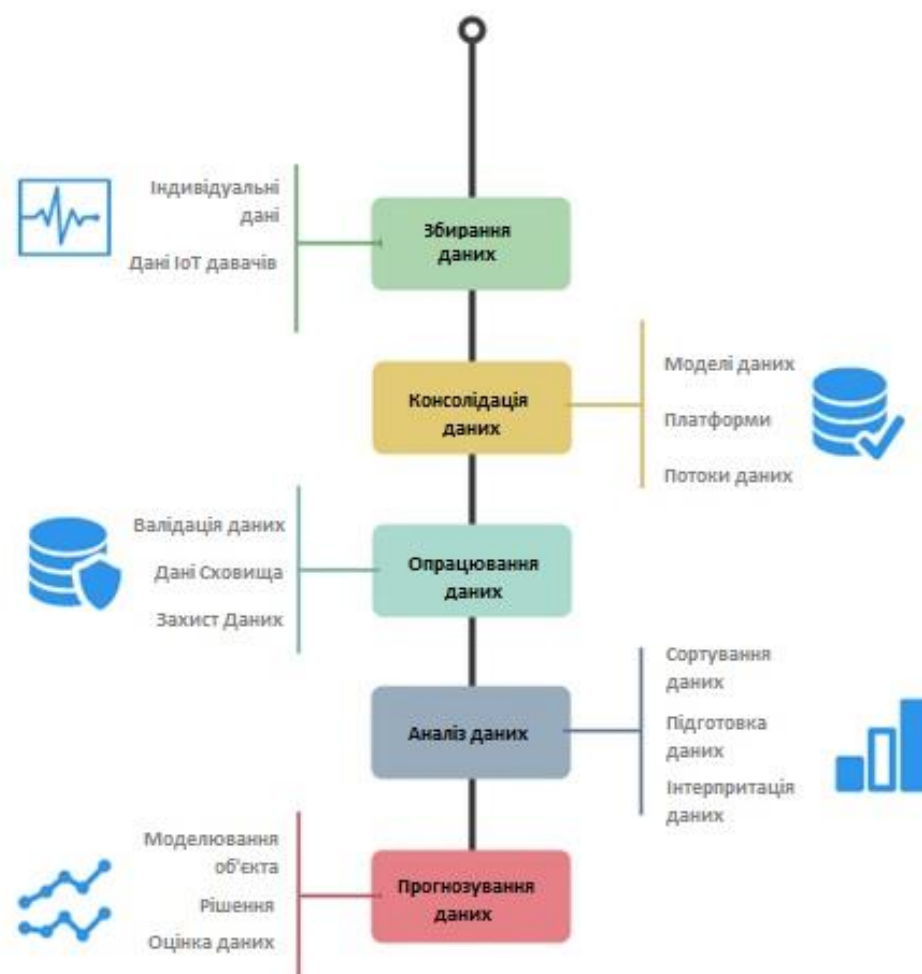 Індивідуальні
дані
Дані IoT давачів
Збирання
даних
Консолідація
даних
Моделі даних
Платформи
Потоки даних
Валідація даних
Дані Сховища
Захист Даних
Опрацювання
даних
Аналіз даних
Сортування
даних
Підготовка
даних
Інтерпритація
даних
Моделювання
об'єкта
Рішення
Оцінка даних
Прогнозування
даних